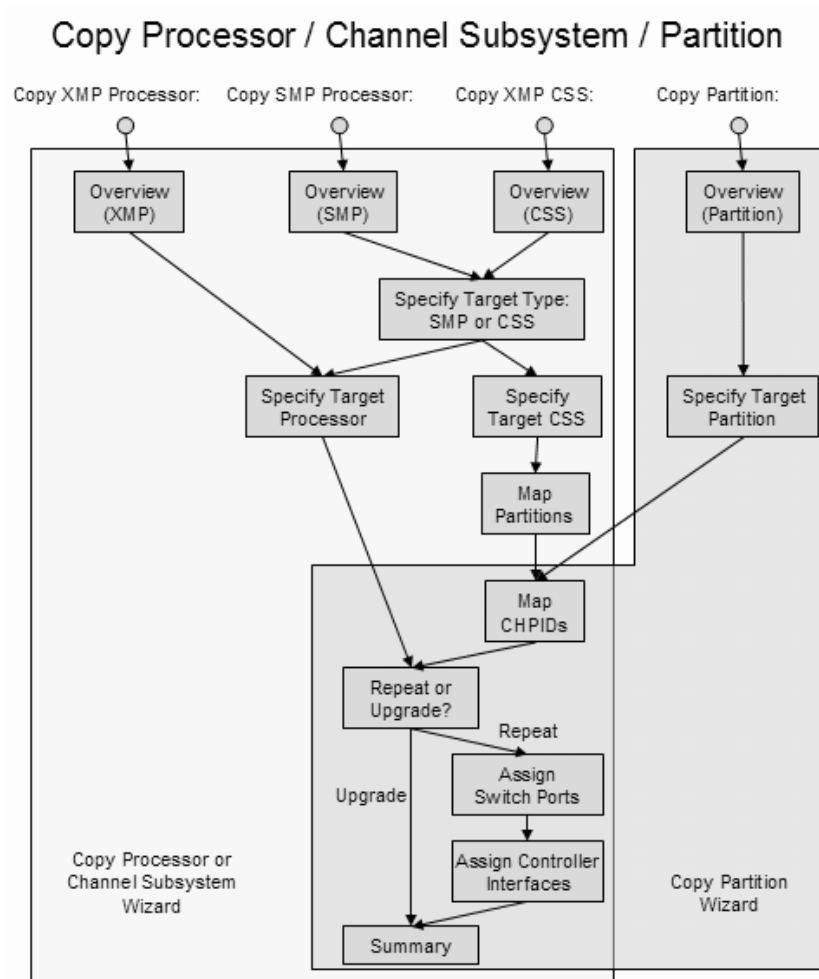 Copy Processor / Channel Subsystem / Partition
Copy XMP Processor:
Copy SMP Processor:
Copy XMP CSS:
Copy Partition:
Overview
(XMP)
Overview
(SMP)
Overview
(CSS)
Overview
(Partition)
Specify Target Type:
SMP or CSS
Specify Target
Processor
Specify
Target CSS
Specify Target
Partition
Map
Partitions
Map
CHPIDs
Repeat or
Upgrade?
Repeat
Upgrade
Assign
Switch Ports
Assign Controller
Interfaces
Summary
Copy Processor or
Channel Subsystem
Wizard
Copy Partition
Wizard